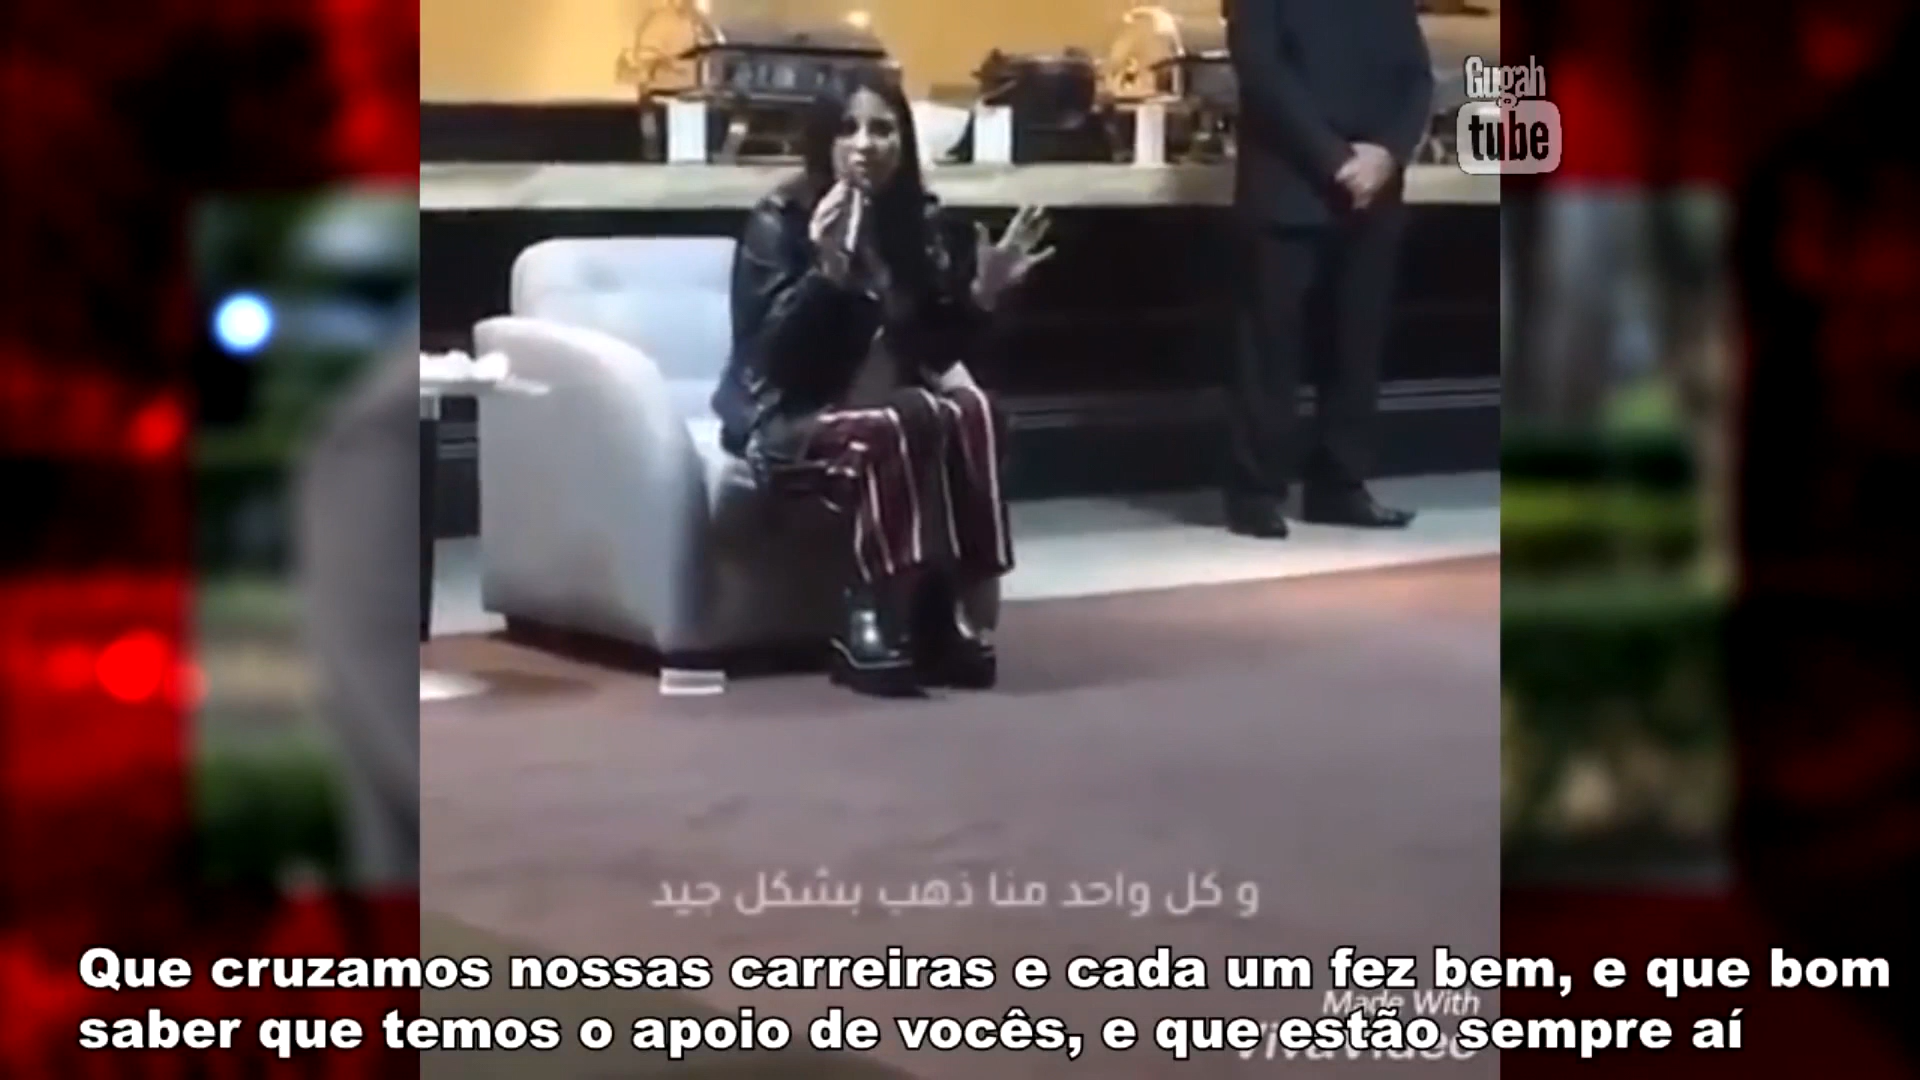 Gugah
tube
و كل واحد منا ذهب بشكل جيد
Que cruzamos nossas carreiras e cada um fez bem, e que bom
saber que temos o apoio de vocês, e que estão sempre aí
Made With
VivaVideo